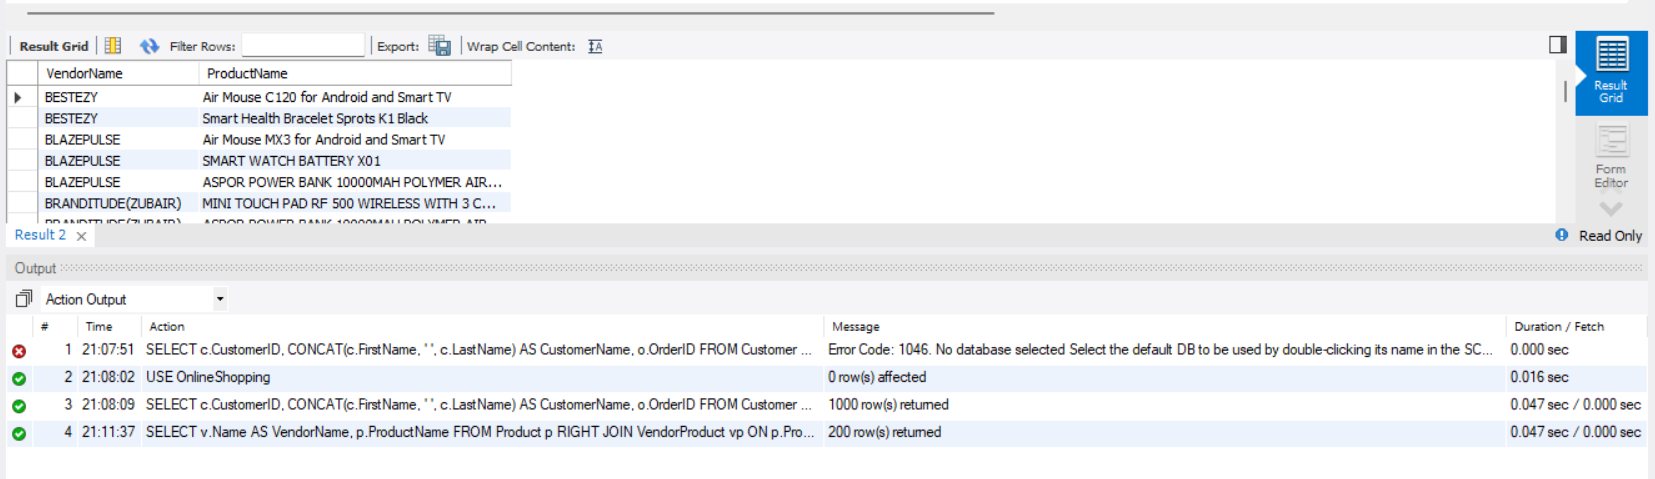 Result Grid Filter Rows: Export: Wrap Cell Content:
VendorName ProductName
BESTEZY Air Mouse C120 for Android and Smart TV
BESTEZY Smart Health Bracelet Sprots K1 Black
BLAZEPULSE Air Mouse MX3 for Android and Smart TV
BLAZEPULSE SMART WATCH BATTERY X01
BLAZEPULSE ASPOR POWER BANK 10000MAH POLYMER AIR...
BRANDITUDE(ZUBAIR) MINI TOUCH PAD RF 500 WIRELESS WITH 3 C...
BRANDITUDE(ZUBAIR) ASPOR POWER BANK 10000MAH POLYMER AIR
Result
Grid
Form
Editor
Result 2 Read Only
Output
Action Output
# Time Action Message Duration / Fetch
1 21:07:51 SELECT c.CustomerID, CONCAT(c.FirstName, ' ', c.LastName) AS CustomerName, o.OrderID FROM Customer ... Error Code: 1046. No database selected Select the default DB to be used by double-clicking its name in the SC... 0.000 sec
2 21:08:02 USE OnlineShopping 0 row(s) affected 0.016 sec
3 21:08:09 SELECT c.CustomerID, CONCAT(c.FirstName, ' ', c.LastName) AS CustomerName, o.OrderID FROM Customer ... 1000 row(s) returned 0.047 sec / 0.000 sec
4 21:11:37 SELECT v.Name AS VendorName, p.ProductName FROM Product p RIGHT JOIN VendorProduct vp ON p.Pro... 200 row(s) returned 0.047 sec / 0.000 sec